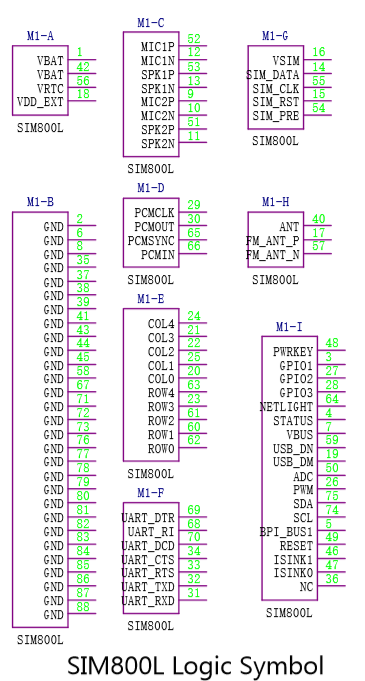 M1-A
VBAT 1
VBAT 42
VRTC 56
VDD_EXT 18
SIM800L
M1-B
GND 2
GND 6
GND 8
GND 35
GND 37
GND 38
GND 39
GND 41
GND 43
GND 44
GND 45
GND 58
GND 67
GND 71
GND 72
GND 73
GND 76
GND 77
GND 78
GND 79
GND 80
GND 81
GND 82
GND 83
GND 84
GND 85
GND 86
GND 87
GND 88
SIM800L
M1-C
MIC1P 52
MIC1N 12
SPK1P 53
SPK1N 13
MIC2P 9
MIC2N 10
SPK2P 51
SPK2N 11
SIM800L
M1-D
PCMCLK 29
PCMOUT 30
PCMSYNC 65
PCMIN 66
SIM800L
M1-E
COL4 24
COL3 21
COL2 22
COL1 25
COL0 20
ROW4 63
ROW3 23
ROW2 61
ROW1 60
ROW0 62
SIM800L
M1-F
UART_DTR 69
UART_RI 68
UART_DCD 70
UART_CTS 34
UART_RTS 33
UART_TXD 32
UART_RXD 31
SIM800L
M1-G
VSIM 16
SIM_DATA 14
SIM_CLK 55
SIM_RST 15
SIM_PRE 54
SIM800L
M1-H
ANT 40
FM_ANT_P 17
FM_ANT_N 57
SIM800L
M1-I
PWRKEY 48
GPIO1 3
GPIO2 27
GPIO3 28
NETLIGHT 64
STATUS 4
VBUS 7
USB_DN 59
USB_DM 19
ADC 50
PWM 26
SDA 75
SCL 74
BPI_BUS1 5
RESET 49
ISINK1 46
ISINK0 47
NC 36
SIM800L
SIM800L Logic Symbol